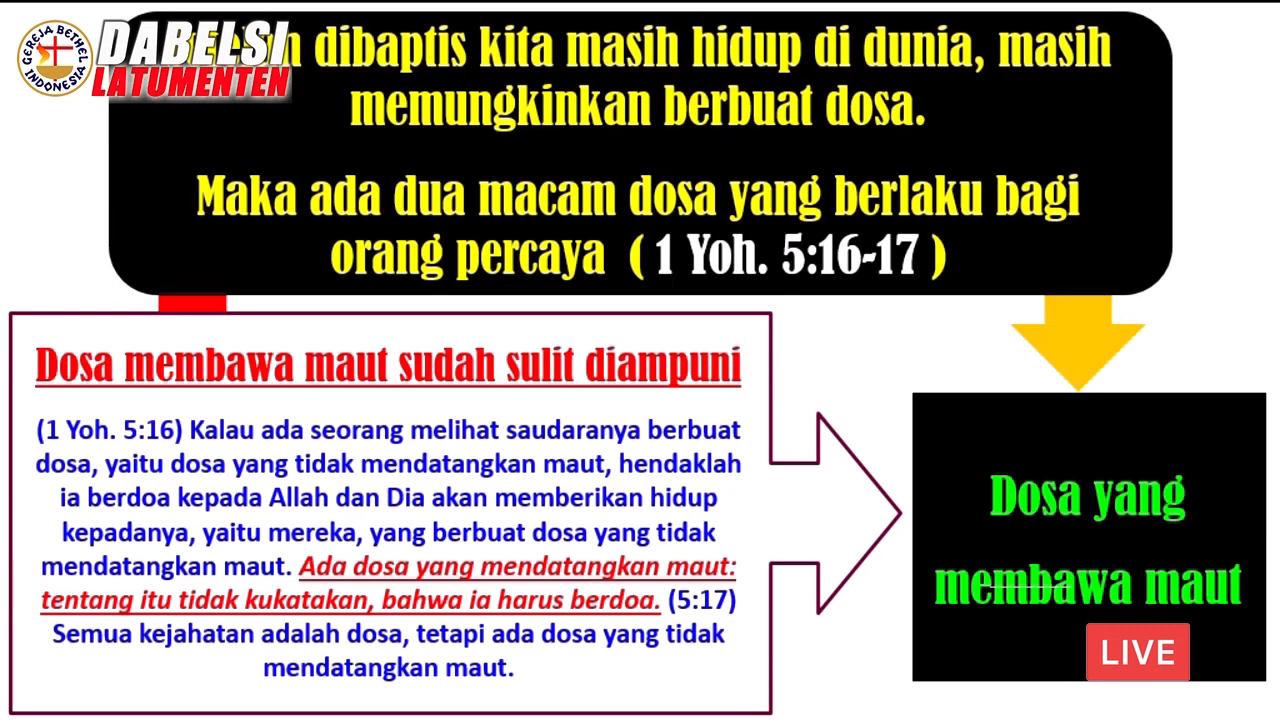 GEREJA BETHEL
INDONESIA
DABELSI
LATUMENTEN
dibaptis kita masih hidup di dunia, masih
memungkinkan berbuat dosa.
Maka ada dua macam dosa yang berlaku bagi
orang percaya ( 1 Yoh. 5:16-17 )
Dosa membawa maut sudah sulit diampuni
(1 Yoh. 5:16) Kalau ada seorang melihat saudaranya berbuat
dosa, yaitu dosa yang tidak mendatangkan maut, hendaklah
ia berdoa kepada Allah dan Dia akan memberikan hidup
kepadanya, yaitu mereka, yang berbuat dosa yang tidak
mendatangkan maut. Ada dosa yang mendatangkan maut:
tentang itu tidak kukatakan, bahwa ia harus berdoa. (5:17)
Semua kejahatan adalah dosa, tetapi ada dosa yang tidak
mendatangkan maut.
Dosa yang
membawa maut
LIVE